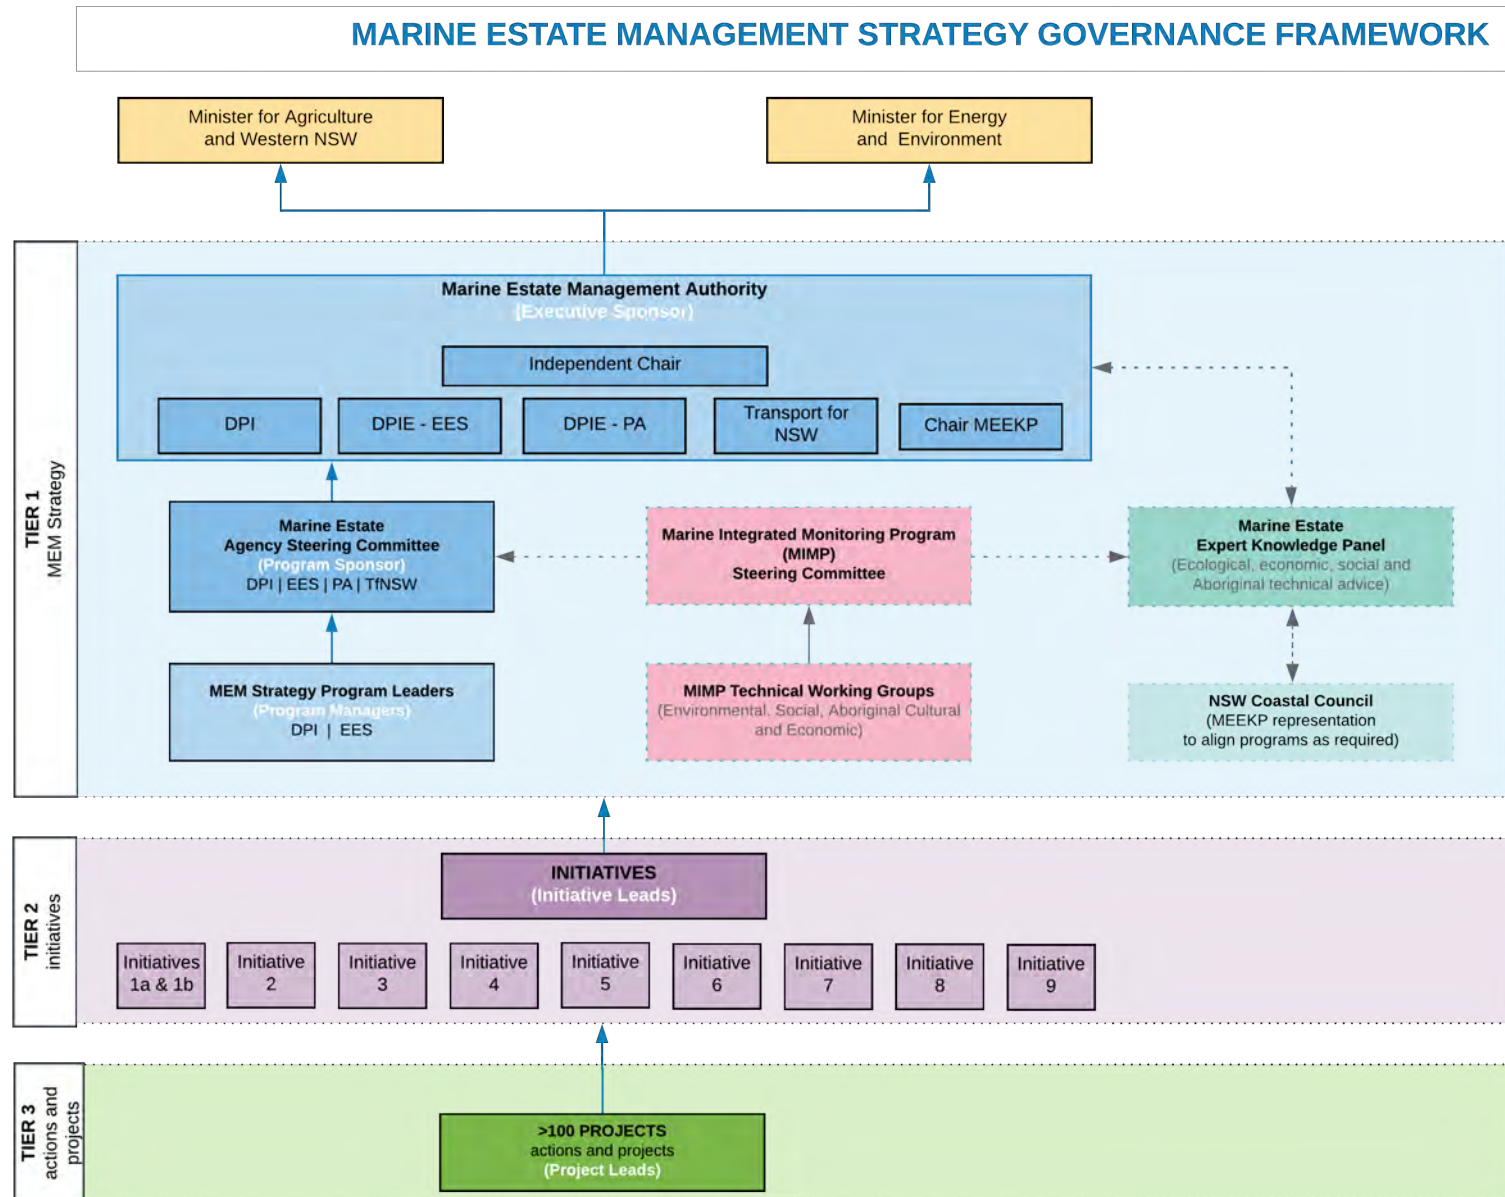 MARINE ESTATE MANAGEMENT STRATEGY GOVERNANCE FRAMEWORK
Minister for Agriculture
and Western NSW
Minister for Energy
and Environment
TIER 1
MEM Strategy
Marine Estate Management Authority
(Executive Sponsor)
Independent Chair
DPI
DPIE - EES
DPIE - PA
Transport for
NSW
Chair MEEKP
Marine Estate
Agency Steering Committee
(Program Sponsor)
DPI | EES | PA | TfNSW
Marine Integrated Monitoring Program
(MIMP)
Steering Committee
Marine Estate
Expert Knowledge Panel
(Ecological, economic, social and
Aboriginal technical advice)
MEM Strategy Program Leaders
(Program Managers)
DPI | EES
MIMP Technical Working Groups
(Environmental. Social, Aboriginal Cultural
and Economic)
NSW Coastal Council
(MEEKP representation
to align programs as required)
TIER 2
initiatives
INITIATIVES
(Initiative Leads)
Initiatives
1a & 1b
Initiative
2
Initiative
3
Initiative
4
Initiative
5
Initiative
6
Initiative
7
Initiative
8
Initiative
9
TIER 3
actions and
projects
>100 PROJECTS
actions and projects
(Project Leads)